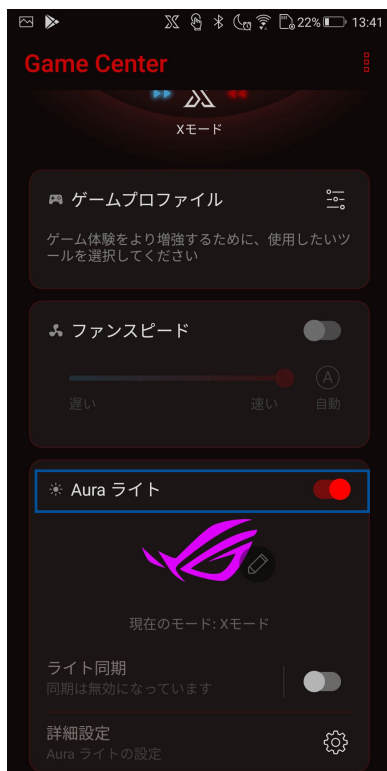 22% 13:41
Game Center
Xモード
ゲームプロファイル
ゲーム体験をより増強するために、使用したいツ
ールを選択してください
ファンスピード
A
遅い 速い 自動
Aura ライト
現在のモード: Xモード
ライト同期
同期は無効になっています
詳細設定
Aura ライトの設定